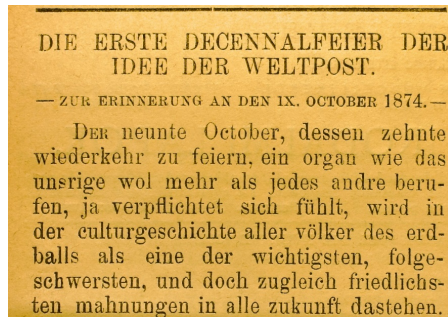 DIE ERSTE DECENNALFEIER DER
IDEE DER WELTPOST.
— ZUR ERINNERUNG AN DEN IX. OCTOBER 1874. —
DER neunte October, dessen zehnte
wiederkehr zu feiern, ein organ wie das
unsrige wol mehr als jedes andre beru-
fen, ja verpflichtet sich fühlt, wird in
der culturgeschichte aller völker des erd-
balls als eine der wichtigsten, folge-
schwersten, und doch zugleich friedlichs-
ten mahnungen in alle zukunft dastehen.